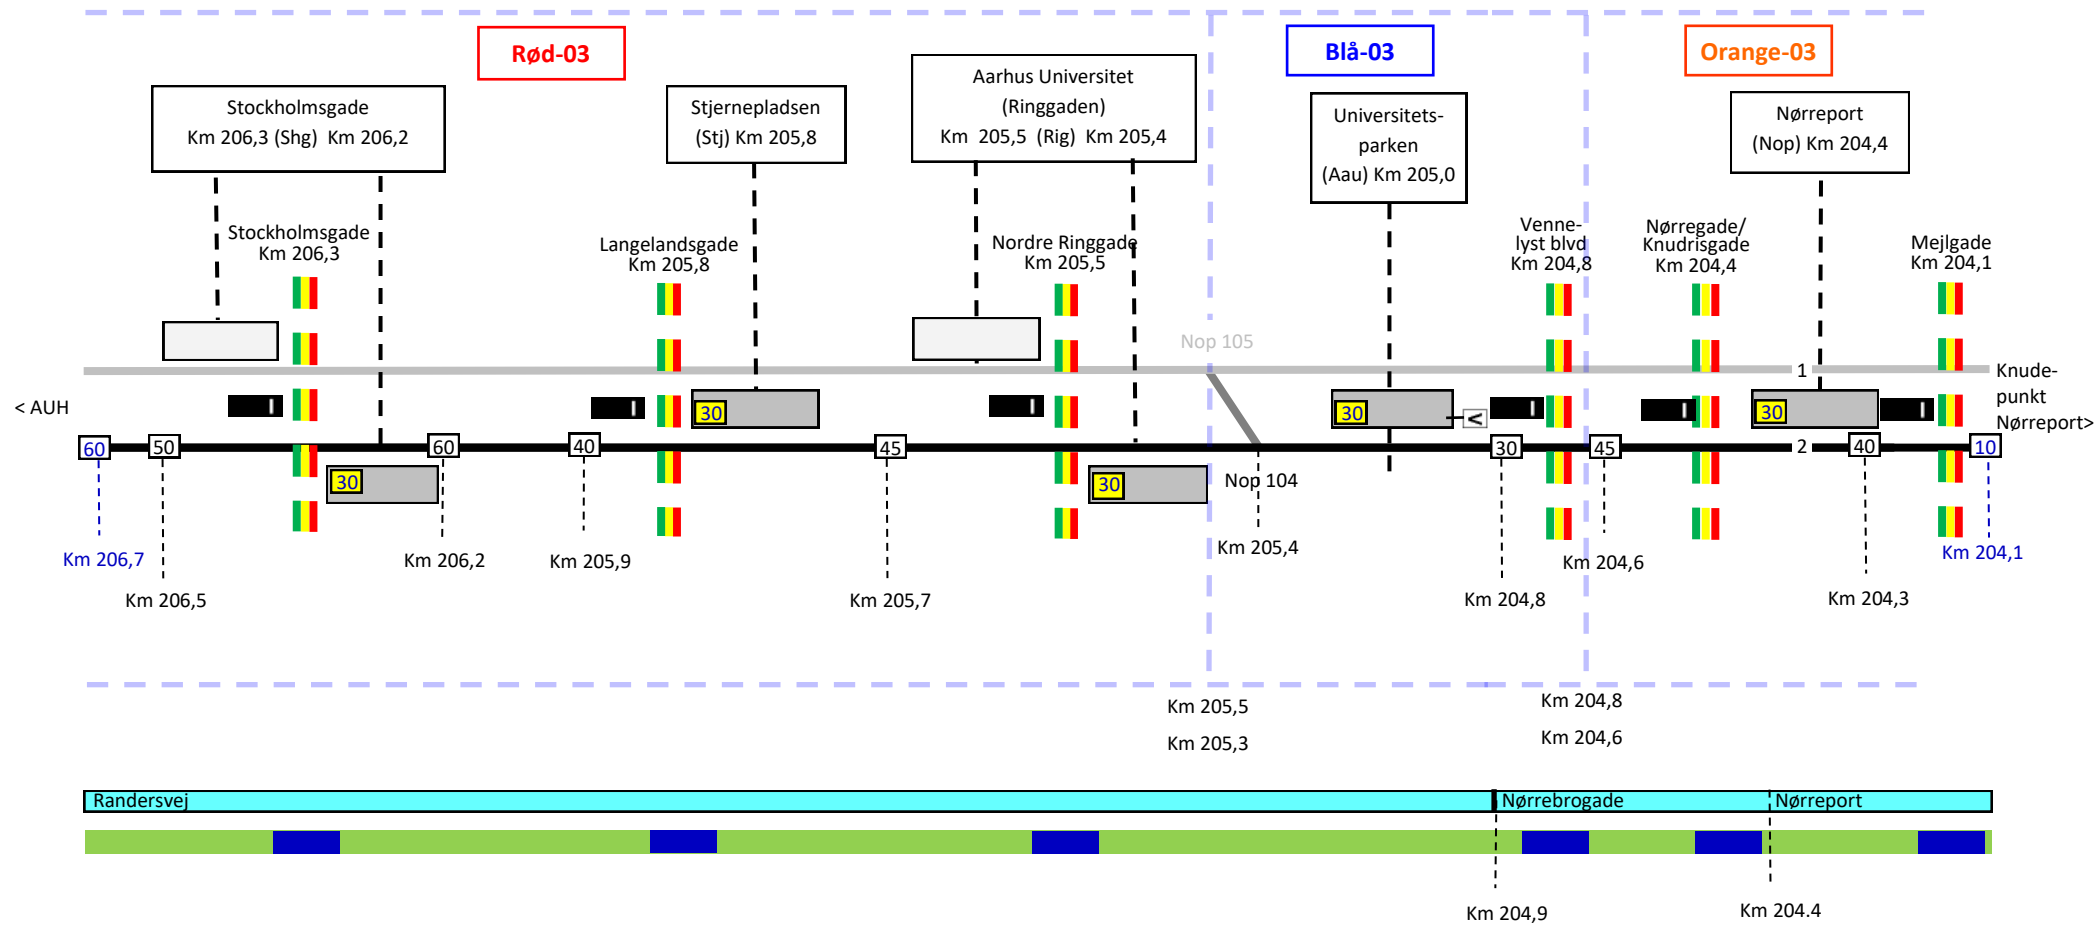 Rød-03
Blå-03
Orange-03
Stockholmsgade
Km 206,3 (Shg)  Km 206,2
Stjernepladsen
(Stj) Km 205,8
Aarhus Universitet
(Ringgaden)
Km  205,5  (Rig)  Km 205,4
Universitets-
parken
(Aau) Km 205,0
Nørreport
(Nop) Km 204,4
Stockholmsgade
Km 206,3
Langelandsgade
Km 205,8
Nordre Ringgade
Km 205,5
Venne-
lyst blvd
Km 204,8
Nørregade/
Knudrisgade
Km 204,4
Mejlgade
Km 204,1
Nop 105
1
Knude-
punkt
Nørreport>
< AUH
30
30
30
<
60
50
60
40
45
30
45
2
40
10
30
30
Nop 104
Km 206,7
Km 206,5
Km 206,2
Km 205,9
Km 205,7
Km 205,4
Km 204,8
Km 204,6
Km 204,3
Km 204,1
Km 205,5
Km 205,3
Km 204,8
Km 204,6
Randersvej
Nørrebrogade
Nørreport
Km 204,9
Km 204.4